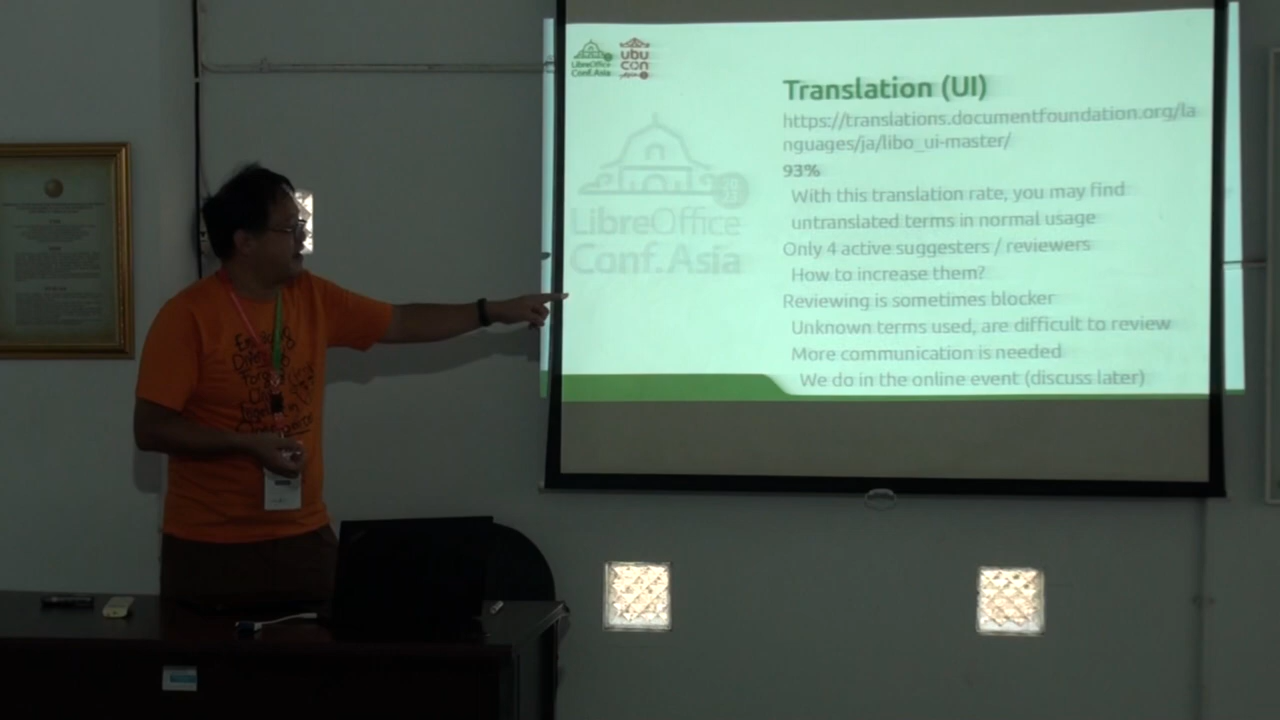 LibreOffice
Conf.Asia
ubu
con
Asia
Translation (UI)
https://translations.documentfoundation.org/la
nguages/ja/libo_ui-master/
93%
With this translation rate, you may find
untranslated terms in normal usage
Only 4 active suggesters / reviewers
How to increase them?
Reviewing is sometimes blocker
Unknown terms used, are difficult to review
More communication is needed
We do in the online event (discuss later)
LibreOffice
Conf.Asia